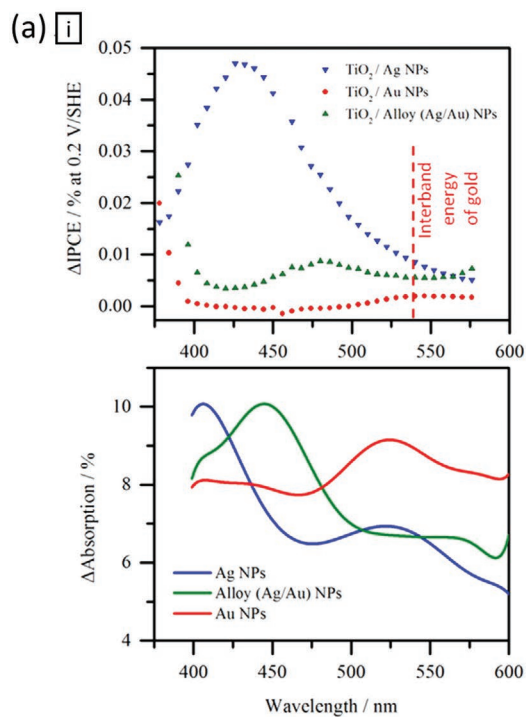 (a) i
0.05
0.04
0.03
0.02
0.01
0.00
ΔIPCE / % at 0.2 V/SHE
TiO₂ / Ag NPs
TiO₂ / Au NPs
TiO₂ / Alloy (Ag/Au) NPs
Interband
energy
of gold
400 450 500 550 600
10
8
6
4
ΔAbsorption / %
Ag NPs
Alloy (Ag/Au) NPs
Au NPs
400 450 500 550 600
Wavelength / nm